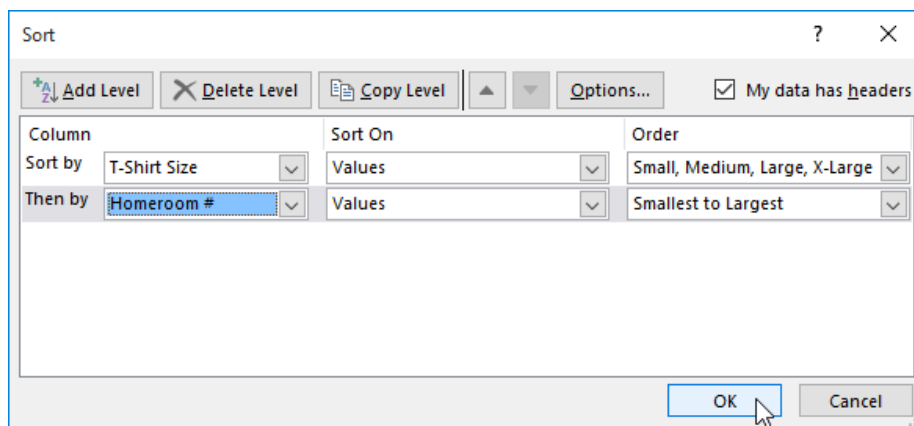 Sort ?
Add Level Delete Level Copy Level Options... My data has headers
Column Sort On Order
Sort by T-Shirt Size Values Small, Medium, Large, X-Large
Then by Homeroom # Values Smallest to Largest
OK Cancel